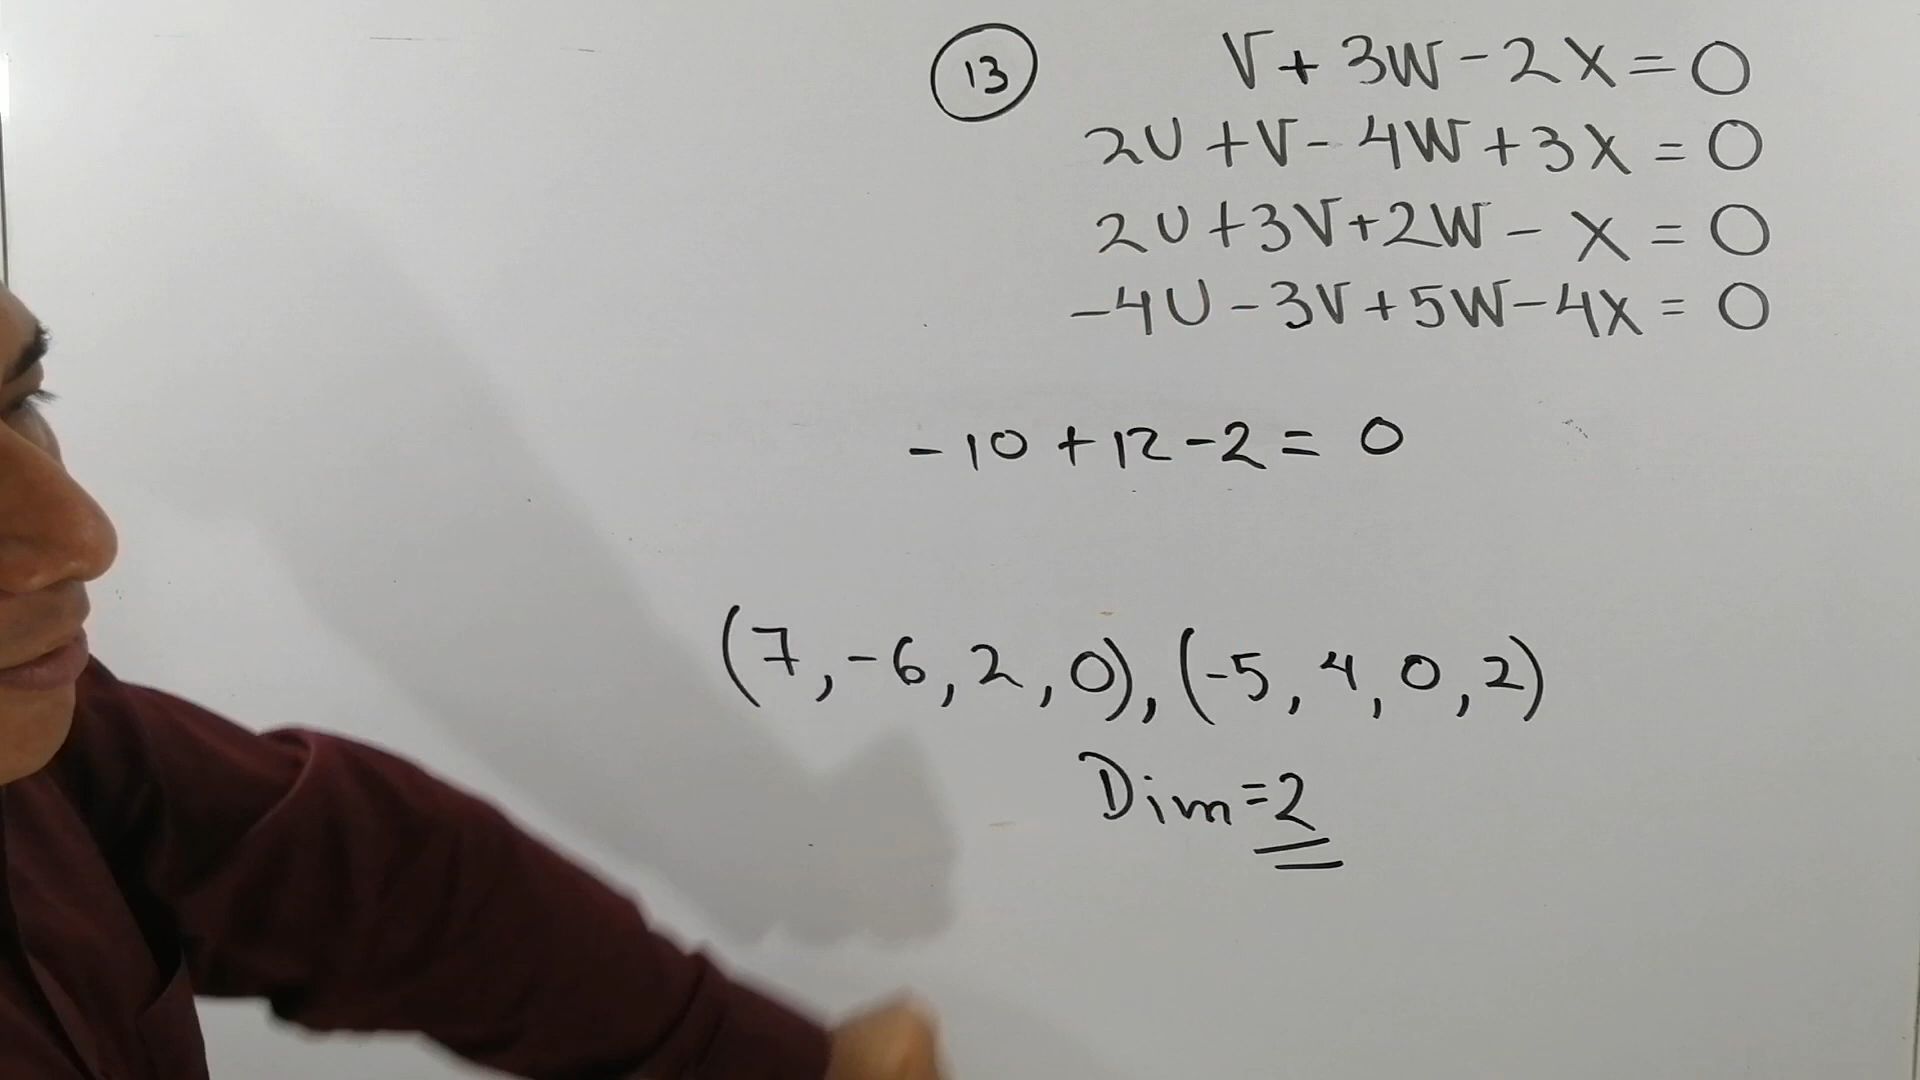 13
V + 3W - 2X = 0
2U + V - 4W + 3X = 0
2U + 3V + 2W - X = 0
-4U - 3V + 5W - 4X = 0
-10 + 12 - 2 = 0
(7, -6, 2, 0), (-5, 4, 0, 2)
Dim = 2